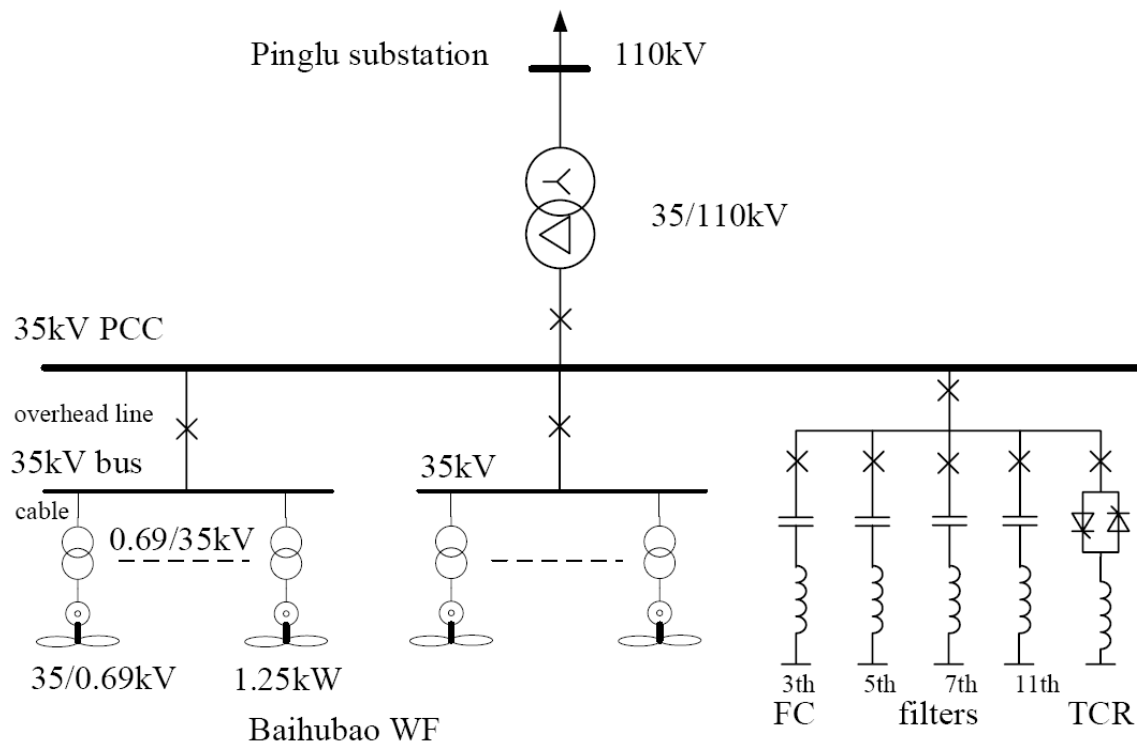 Pinglu substation
110kV
35/110kV
35kV PCC
overhead line
35kV bus
35kV
cable
0.69/35kV
35/0.69kV
1.25kW
3th
5th
7th
11th
FC
filters
TCR
Baihubao WF